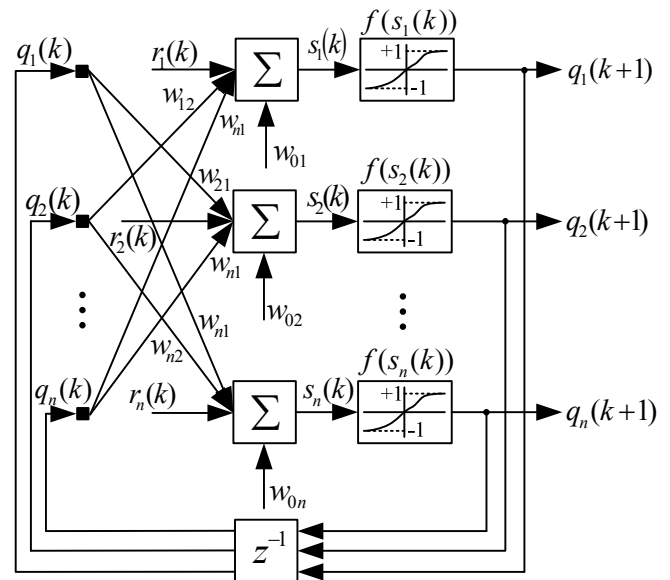 f(s₁(k))
q₁(k) r₁(k) Σ s₁(k) +1 -1 q₁(k+1)
w₁₂ wₙ₁
w₀₁
w₂₁ f(s₂(k))
q₂(k) r₂(k) Σ s₂(k) +1 -1 q₂(k+1)
wₙ₁
w₀₂
wₙ₁
wₙ₂ f(sₙ(k))
qₙ(k) rₙ(k) Σ sₙ(k) +1 -1 qₙ(k+1)
w₀ₙ
z⁻¹